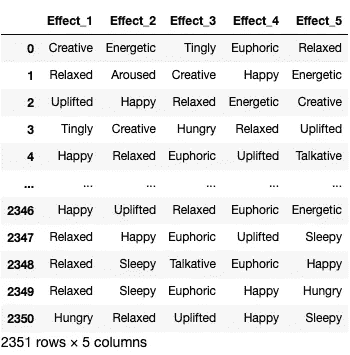 Effect_1 Effect_2 Effect_3 Effect_4 Effect_5
0 Creative Energetic Tingly Euphoric Relaxed
1 Relaxed Aroused Creative Happy Energetic
2 Uplifted Happy Relaxed Energetic Creative
3 Tingly Creative Hungry Relaxed Uplifted
4 Happy Relaxed Euphoric Uplifted Talkative
... ... ... ... ... ...
2346 Happy Uplifted Relaxed Euphoric Energetic
2347 Relaxed Happy Euphoric Uplifted Sleepy
2348 Relaxed Sleepy Talkative Euphoric Happy
2349 Relaxed Sleepy Euphoric Happy Hungry
2350 Hungry Relaxed Uplifted Happy Sleepy
2351 rows × 5 columns